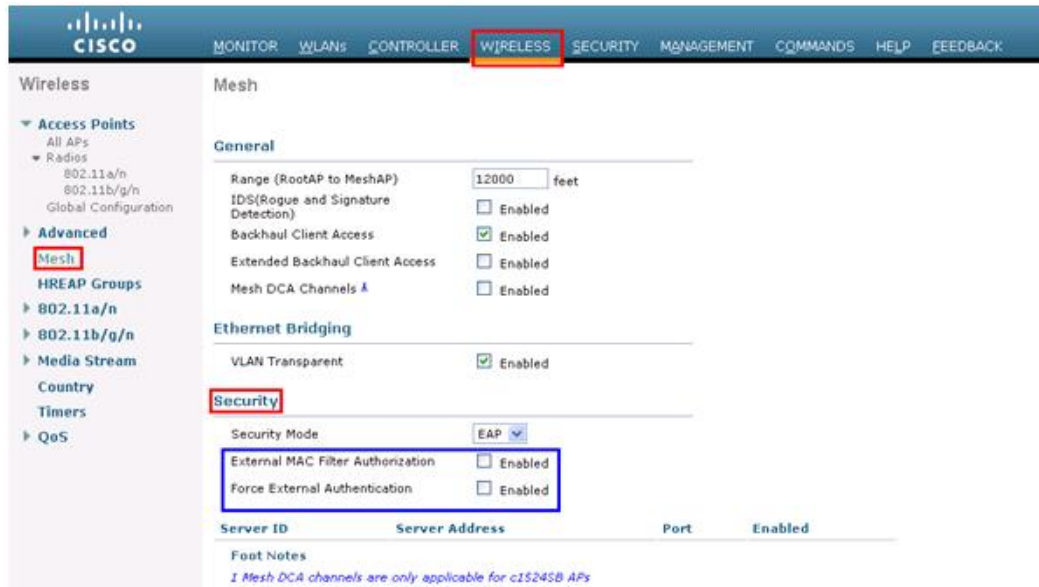 CISCO
MONITOR WLANs CONTROLLER WIRELESS SECURITY MANAGEMENT COMMANDS HELP FEEDBACK
Wireless
Access Points
All APs
Radios
802.11a/n
802.11b/g/n
Global Configuration
Advanced
Mesh
HREAP Groups
802.11a/n
802.11b/g/n
Media Stream
Country
Timers
QoS
Mesh
General
Range (RootAP to MeshAP) 12000 feet
IDS(Rogue and Signature
Detection) Enabled
Backhaul Client Access Enabled
Extended Backhaul Client Access Enabled
Mesh DCA Channels 1 Enabled
Ethernet Bridging
VLAN Transparent Enabled
Security
Security Mode EAP
External MAC Filter Authorization Enabled
Force External Authentication Enabled
Server ID Server Address Port Enabled
Foot Notes
1 Mesh DCA channels are only applicable for c1524SB APs